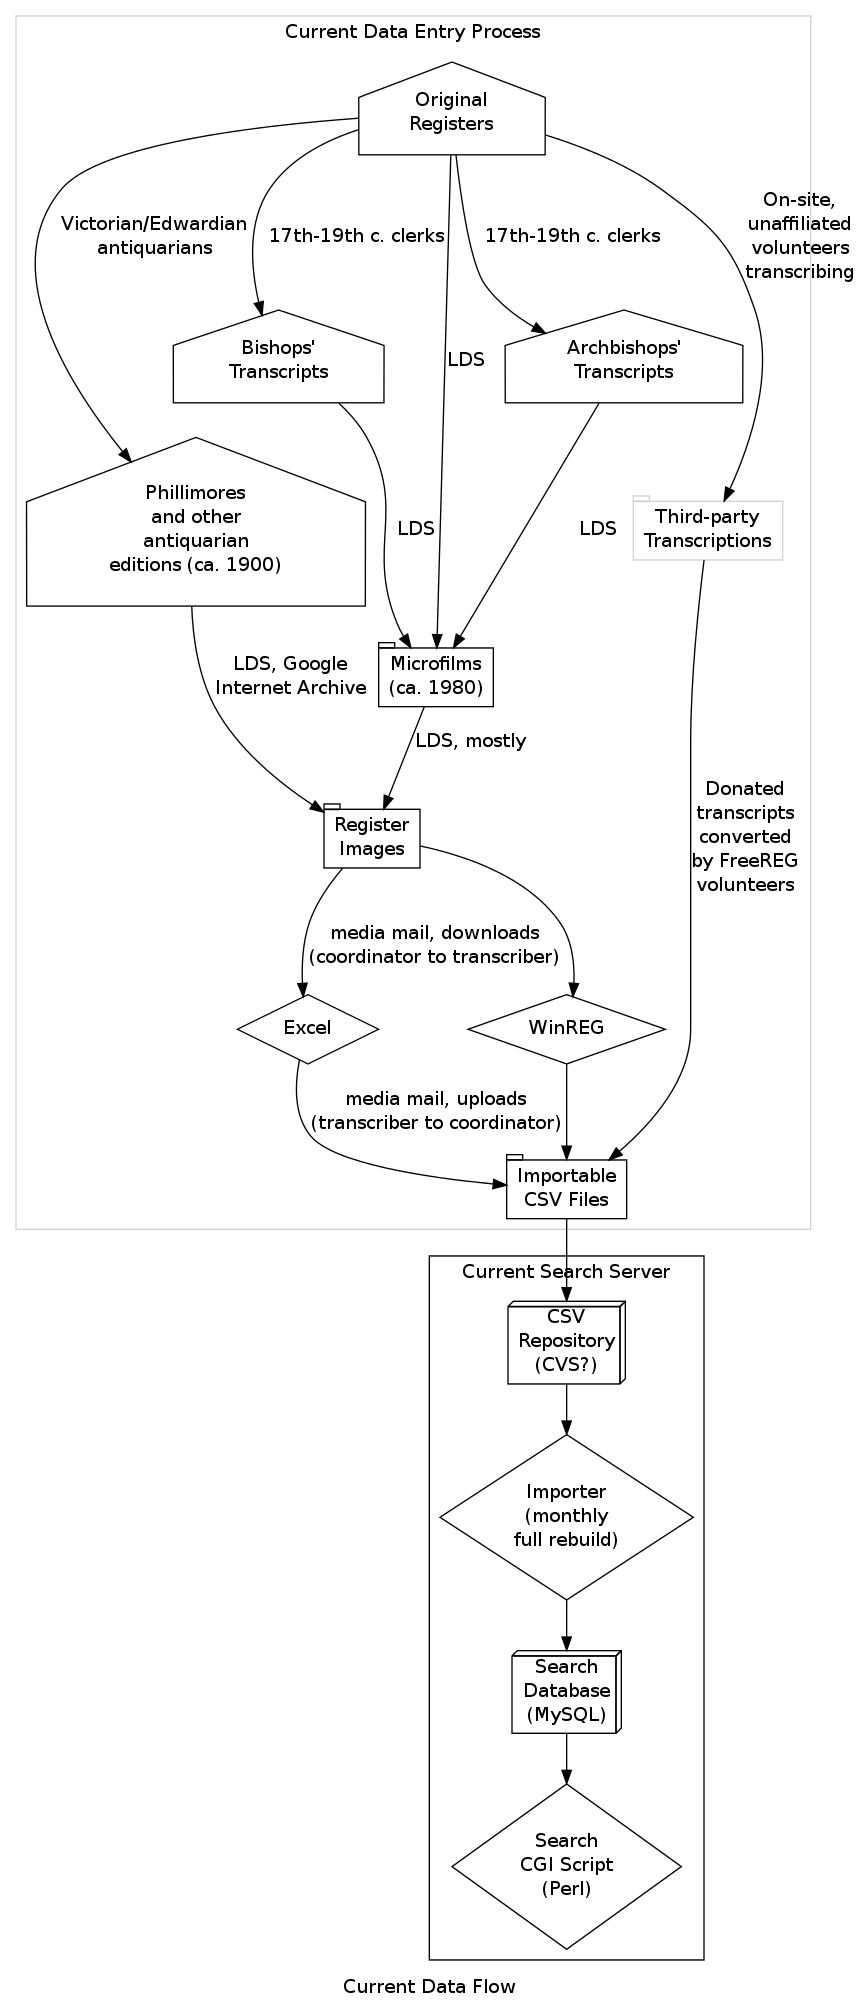 Current Data Entry Process
Original
Registers
Victorian/Edwardian
antiquarians
17th-19th c. clerks
17th-19th c. clerks
On-site,
unaffiliated
volunteers
transcribing
Bishops'
Transcripts
LDS
Archbishops'
Transcripts
Phillimores
and other
antiquarian
editions (ca. 1900)
LDS
LDS
Third-party
Transcriptions
LDS, Google
Internet Archive
Microfilms
(ca. 1980)
LDS, mostly
Register
Images
Donated
transcripts
converted
by FreeREG
volunteers
media mail, downloads
(coordinator to transcriber)
Excel
WinREG
media mail, uploads
(transcriber to coordinator)
Importable
CSV Files
Current Search Server
CSV
Repository
(CVS?)
Importer
(monthly
full rebuild)
Search
Database
(MySQL)
Search
CGI Script
(Perl)
Current Data Flow